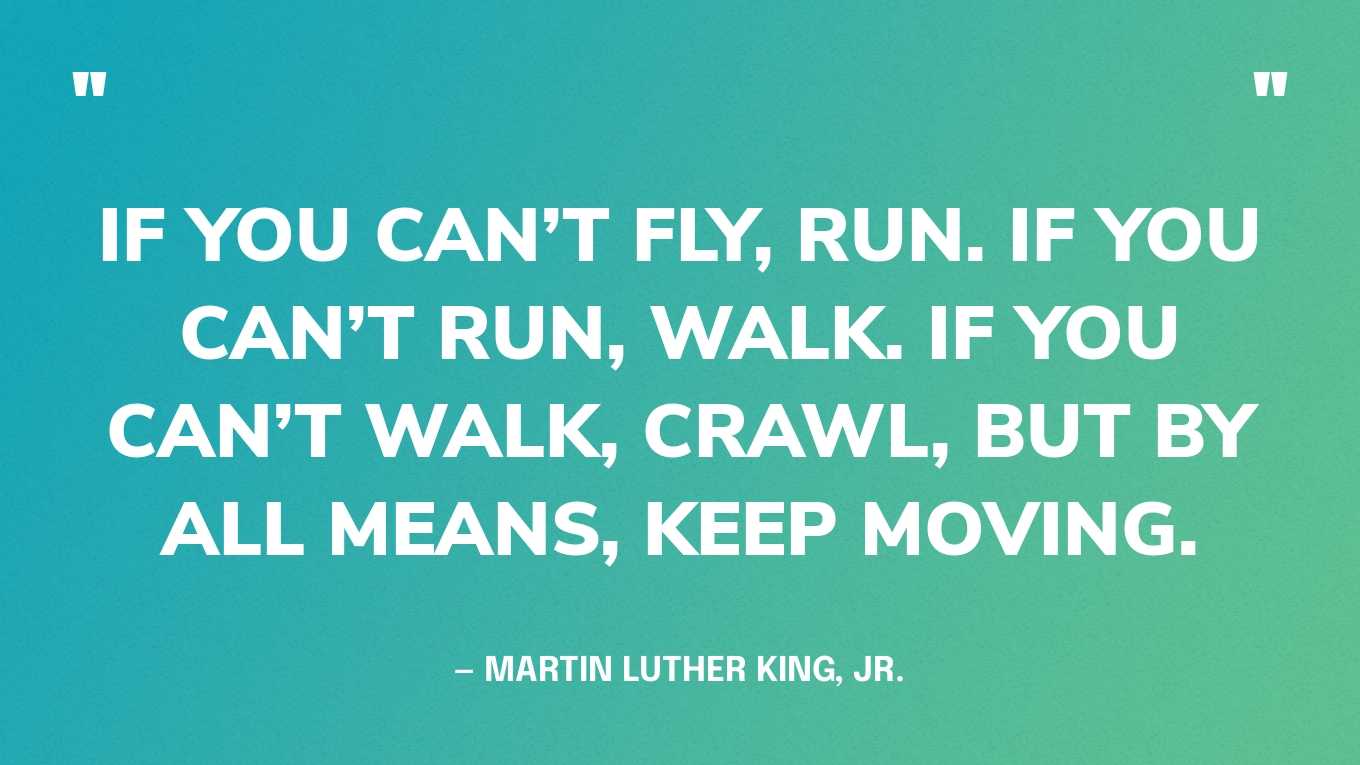 " "
IF YOU CAN’T FLY, RUN. IF YOU
CAN’T RUN, WALK. IF YOU
CAN’T WALK, CRAWL, BUT BY
ALL MEANS, KEEP MOVING.
– MARTIN LUTHER KING, JR.